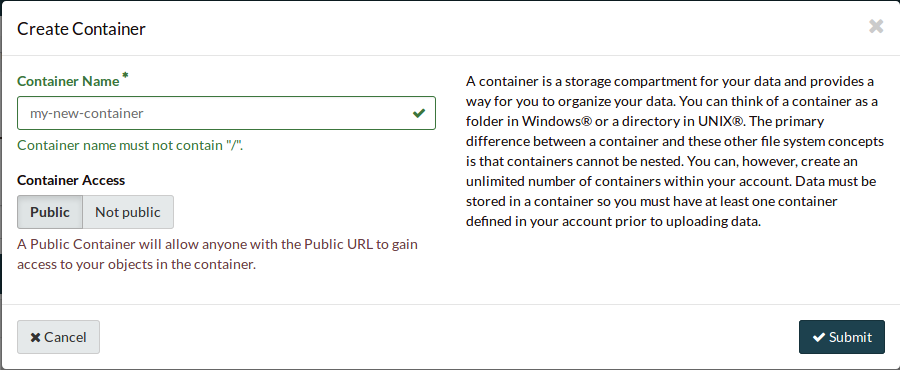 Create Container
Container Name *
my-new-container
Container name must not contain "/".
Container Access
Public
Not public
A Public Container will allow anyone with the Public URL to gain
access to your objects in the container.
A container is a storage compartment for your data and provides a
way for you to organize your data. You can think of a container as a
folder in Windows® or a directory in UNIX®. The primary
difference between a container and these other file system concepts
is that containers cannot be nested. You can, however, create an
unlimited number of containers within your account. Data must be
stored in a container so you must have at least one container
defined in your account prior to uploading data.
Cancel
Submit